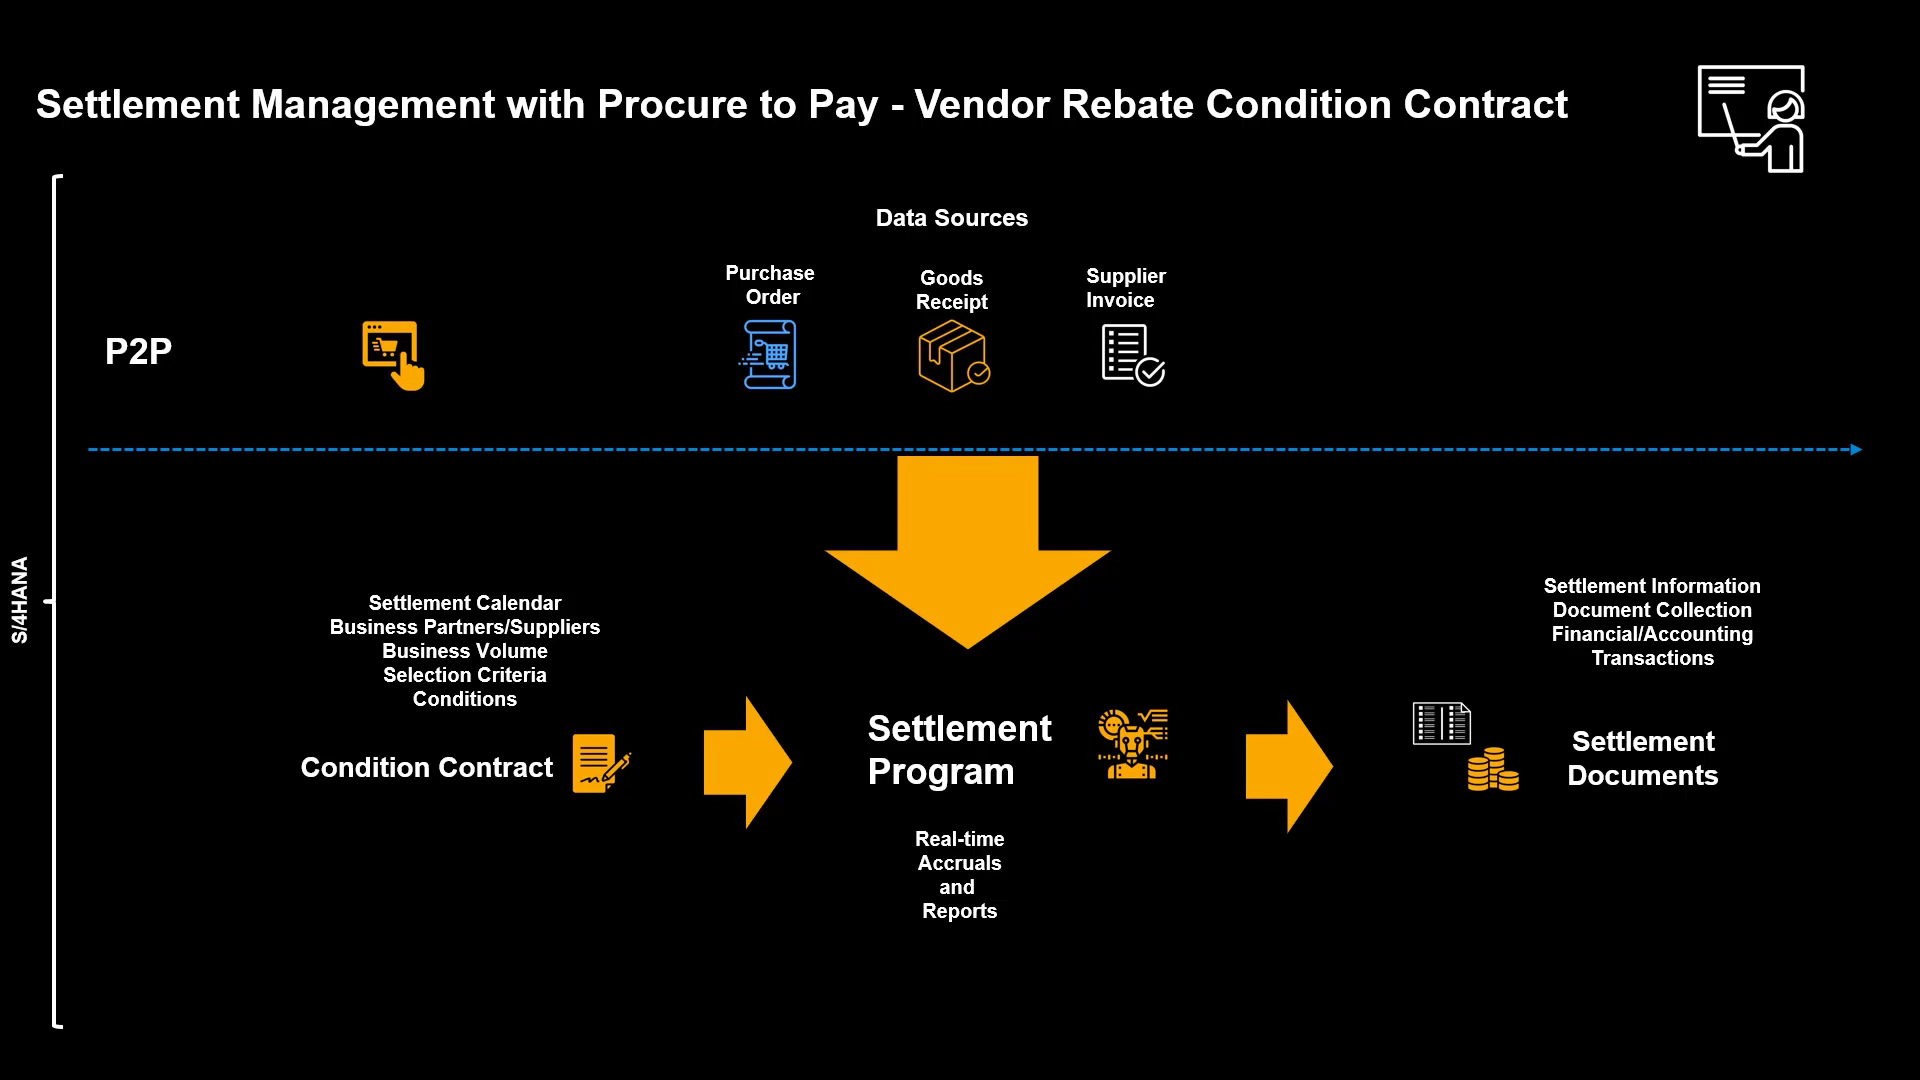 Settlement Management with Procure to Pay - Vendor Rebate Condition Contract
Data Sources
Purchase
Order
Goods
Receipt
Supplier
Invoice
P2P
S/4HANA
Settlement Calendar
Business Partners/Suppliers
Business Volume
Selection Criteria
Conditions
Condition Contract
Settlement
Program
Real-time
Accruals
and
Reports
Settlement Information
Document Collection
Financial/Accounting
Transactions
Settlement
Documents